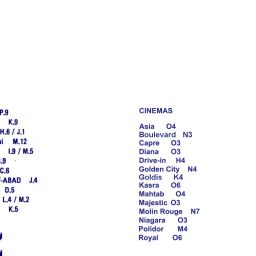 P.9
K.9
H.6 / J.1
M.12
I.9 / M.5
.9
C.6
-ABAD J.4
D.5
L.4 / M.2
K.5
CINEMAS
Asia O4
Boulevard N3
Capre O3
Diana O3
Drive-in H4
Golden City N4
Goldis K4
Kasra O6
Mahtab O4
Majestic O3
Molin Rouge N7
Niagara O3
Polidor M4
Royal O6